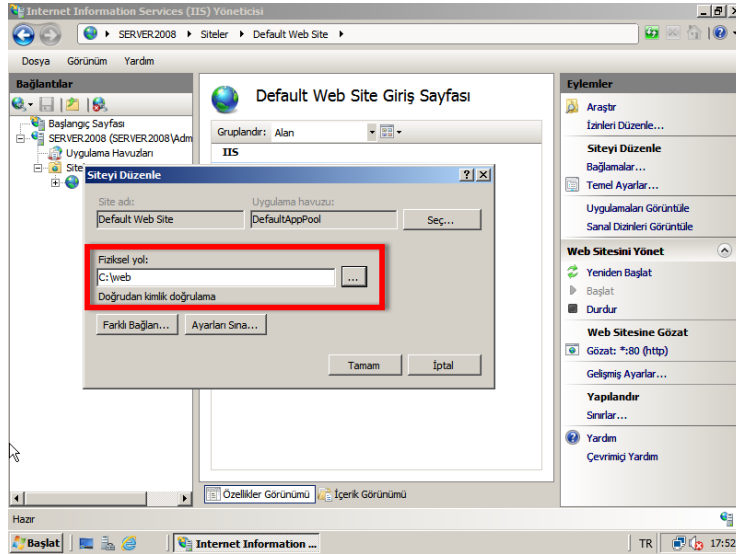 Internet Information Services (IIS) Yöneticisi
SERVER2008 Siteler Default Web Site
Dosya Görünüm Yardım
Bağlantılar
Başlangıç Sayfası
SERVER2008 (SERVER2008\Adm
Uygulama Havuzları
Site
Default Web Site Giriş Sayfası
Gruplandır: Alan
IIS
Siteyi Düzenle
Site adı: Uygulama havuzu:
Default Web Site DefaultAppPool Seç...
Fiziksel yol:
C:\web ...
Doğrudan kimlik doğrulama
Farklı Bağlan... Ayarları Sına...
Tamam İptal
Özellikler Görünümü İçerik Görünümü
Eylemler
Araştır
İzinleri Düzenle...
Siteyi Düzenle
Bağlamalar...
Temel Ayarlar...
Uygulamaları Görüntüle
Sanal Dizinleri Görüntüle
Web Sitesini Yönet
Yeniden Başlat
Başlat
Durdur
Web Sitesine Gözat
Gözat: *:80 (http)
Gelişmiş Ayarlar...
Yapılandır
Sınırlar...
Yardım
Çevrimiçi Yardım
Hazır
Başlat Internet Information ... TR 17:52